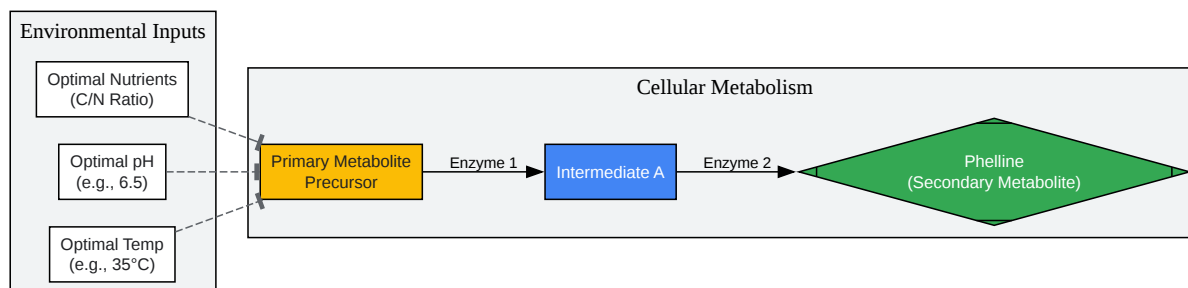 Environmental Inputs
Optimal Nutrients
(C/N Ratio)
Optimal pH
(e.g., 6.5)
Optimal Temp
(e.g., 35°C)
Cellular Metabolism
Primary Metabolite
Precursor
Enzyme 1
Intermediate A
Enzyme 2
Phelline
(Secondary Metabolite)